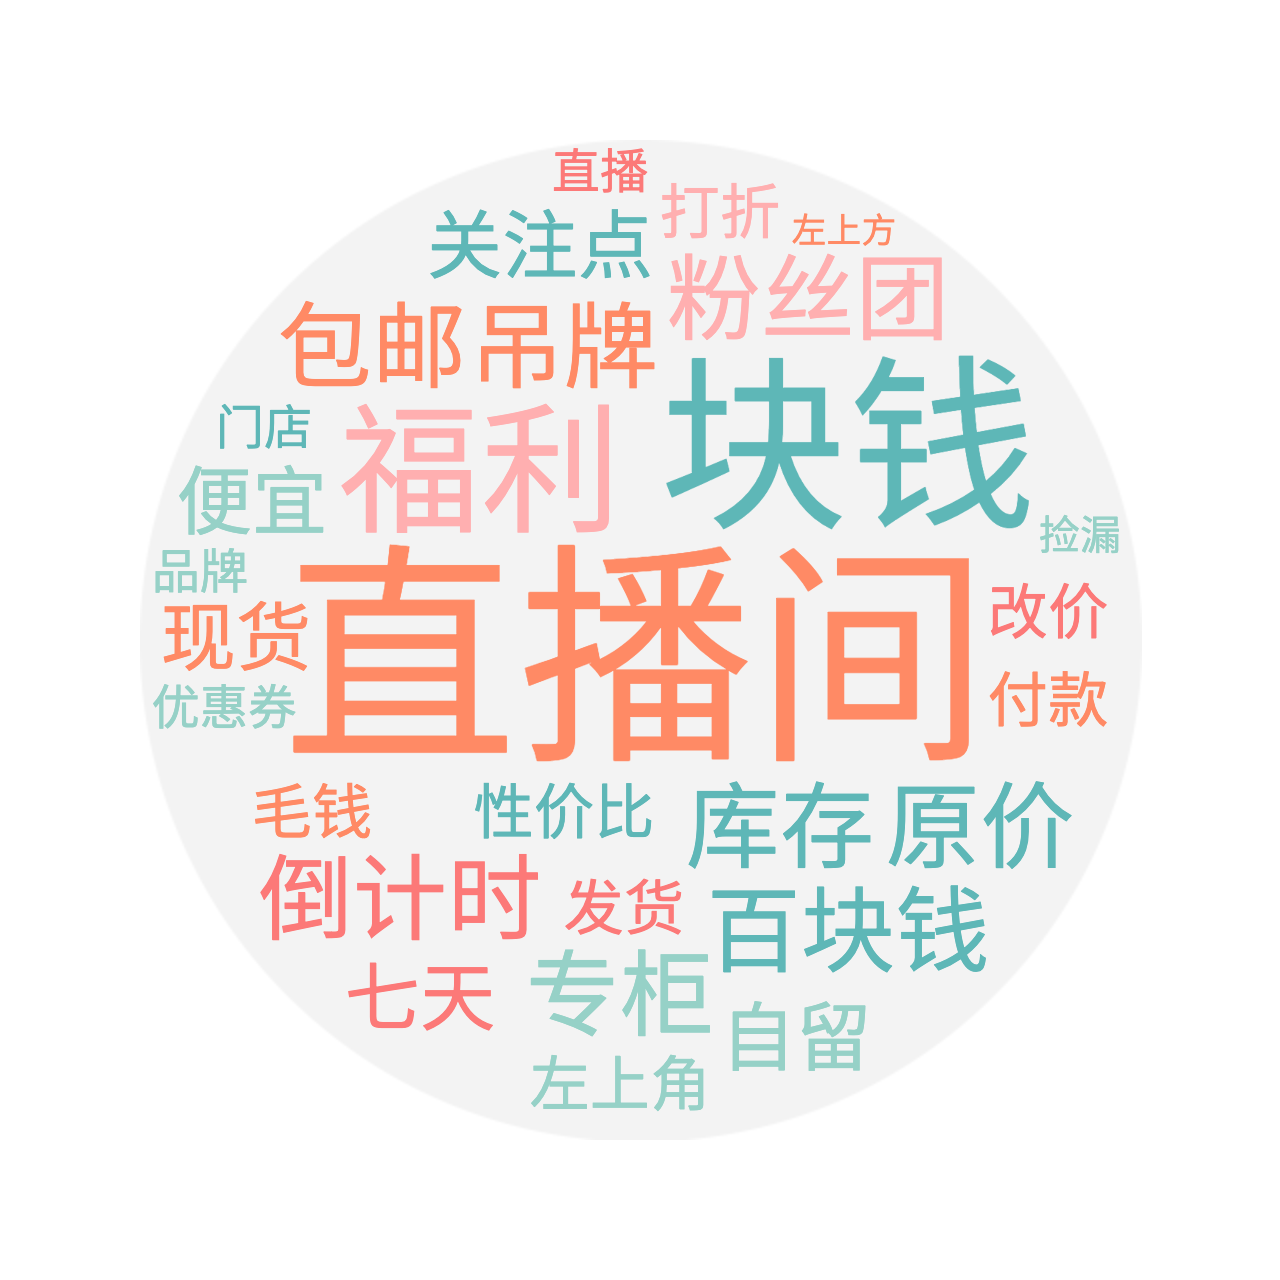 直播
打折
关注点
左上方
粉丝团
包邮 吊牌
块钱
门店
福利
便宜
捡漏
品牌
直播间
改价
现货
付款
优惠券
毛钱
性价比
库存 原价
倒计时
发货
百块钱
七天
专柜
自留
左上角